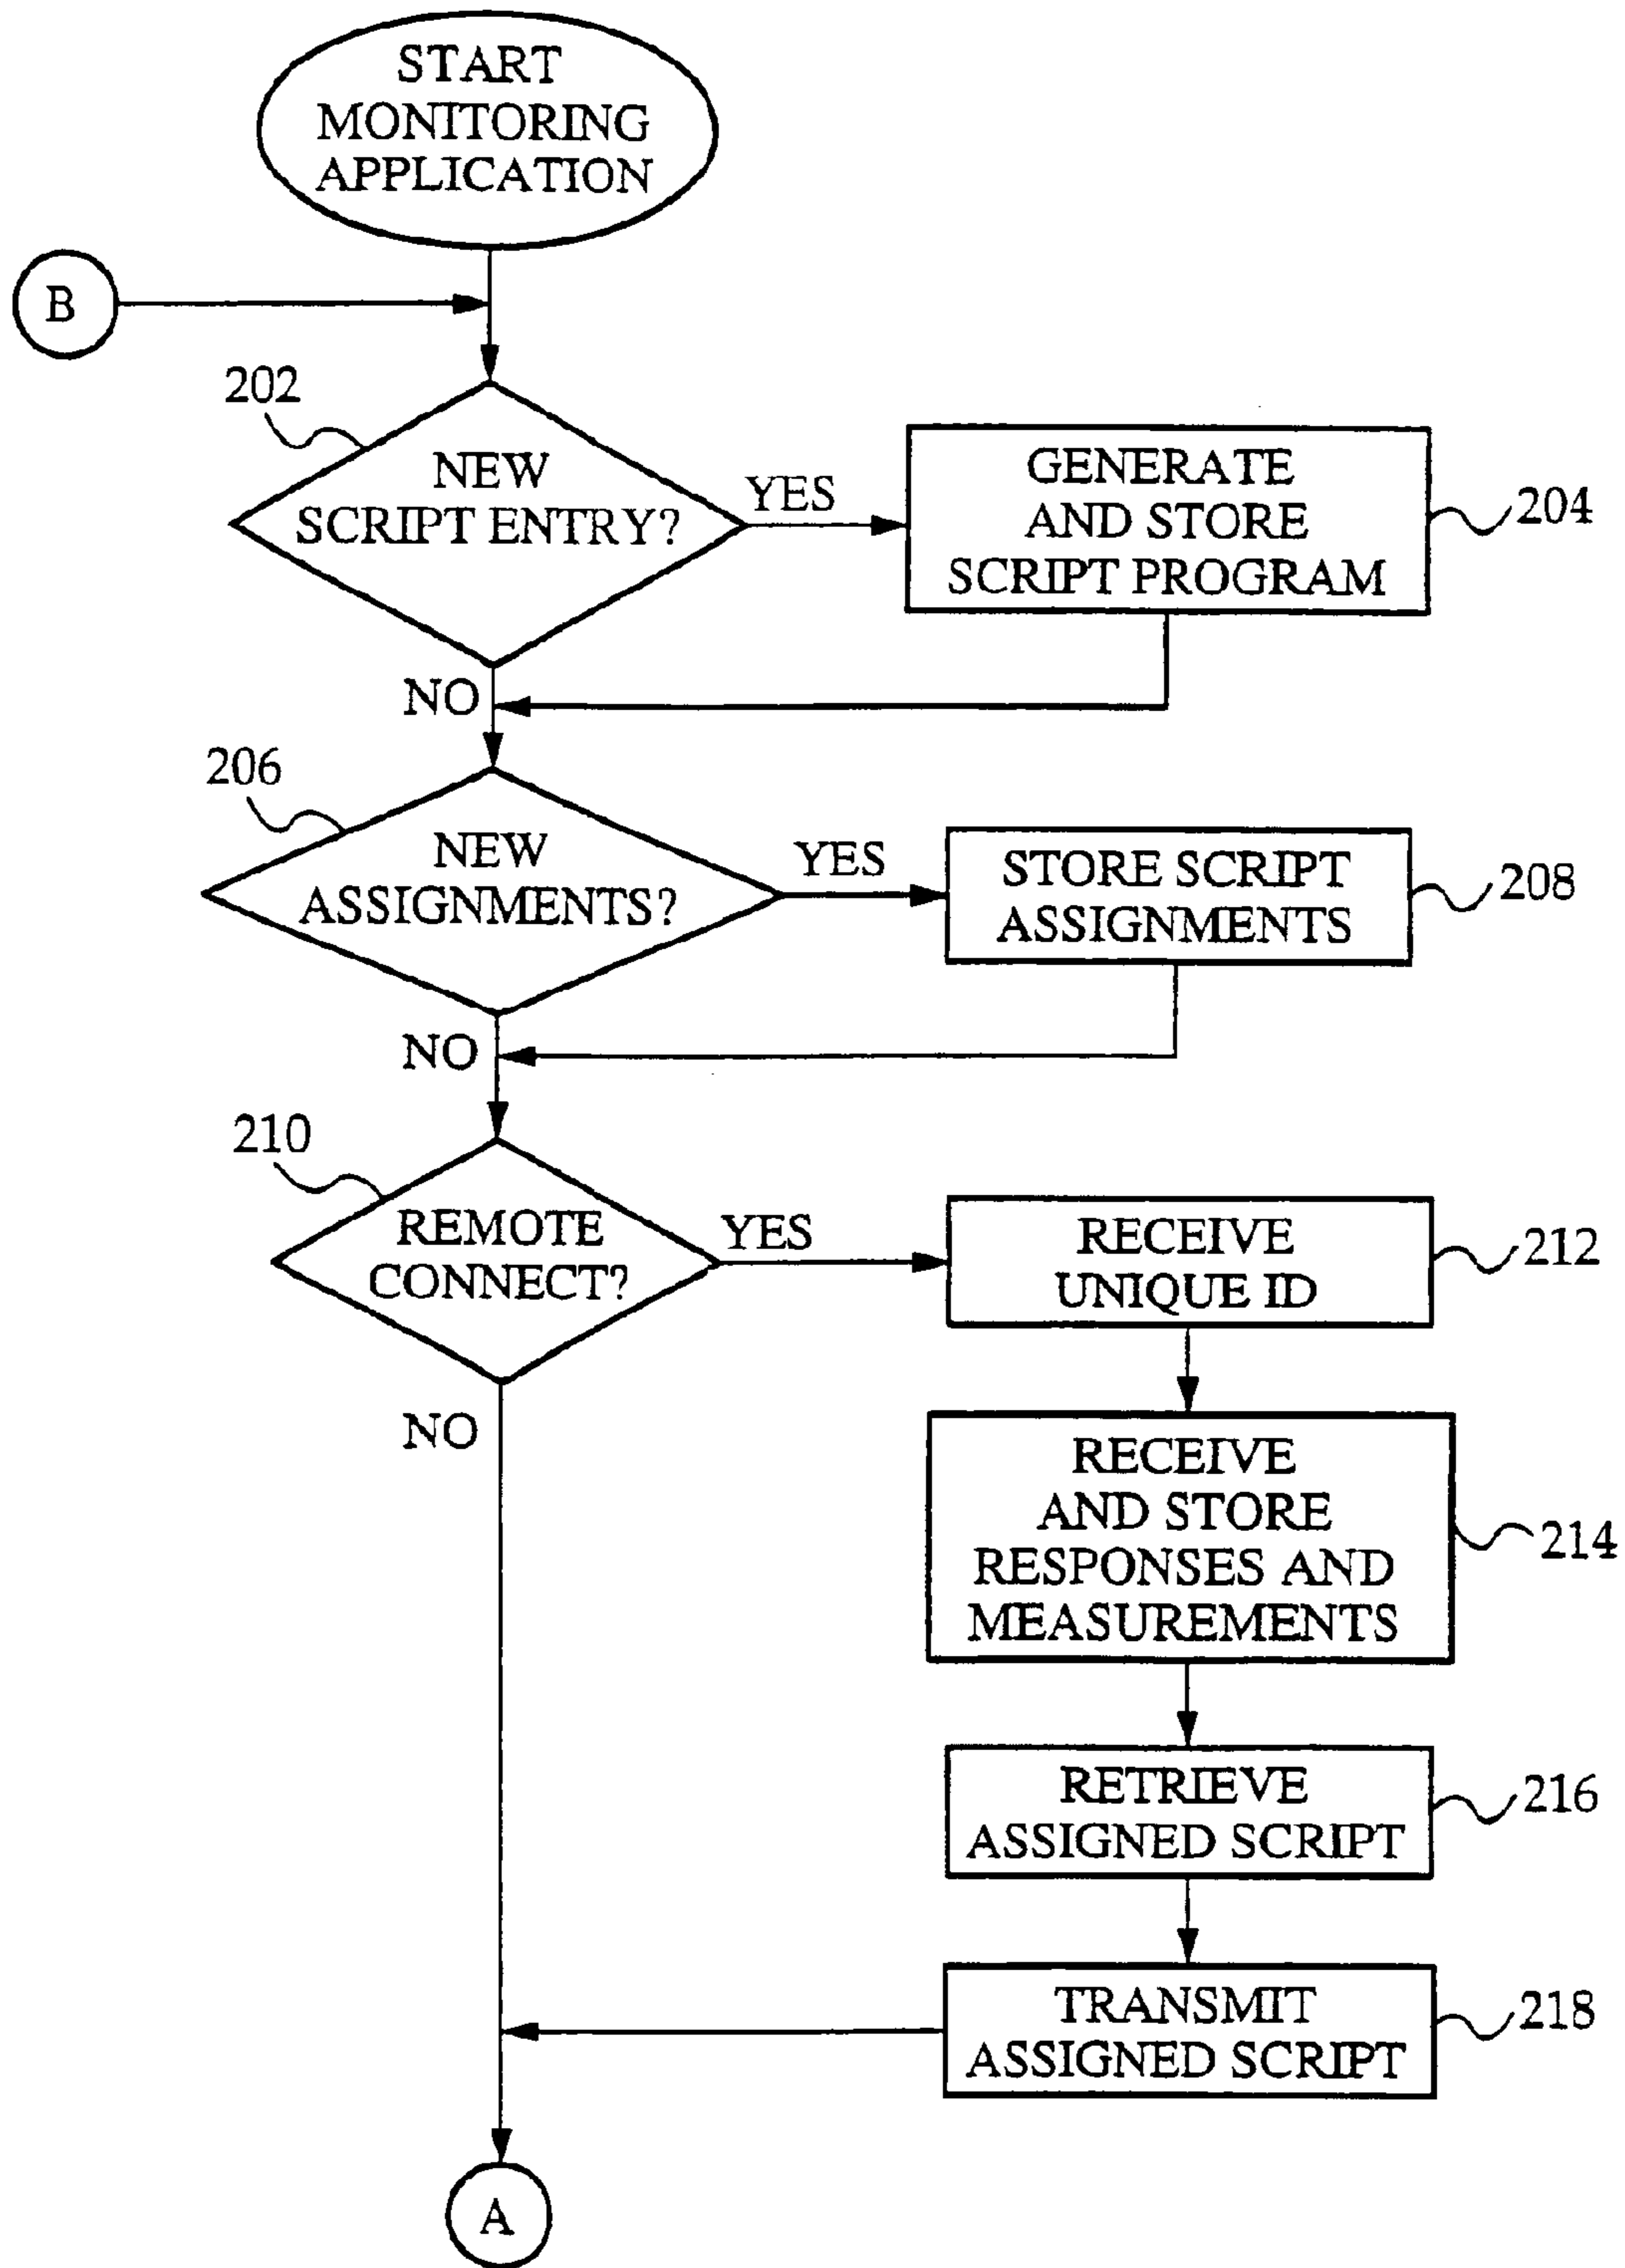 START
MONITORING
APPLICATION
B
202
NEW
SCRIPT ENTRY?
YES
GENERATE
AND STORE
SCRIPT PROGRAM
204
NO
206
NEW
ASSIGNMENTS?
YES
STORE SCRIPT
ASSIGNMENTS
208
NO
210
REMOTE
CONNECT?
YES
RECEIVE
UNIQUE ID
212
NO
RECEIVE
AND STORE
RESPONSES AND
MEASUREMENTS
214
RETRIEVE
ASSIGNED SCRIPT
216
TRANSMIT
ASSIGNED SCRIPT
218
A